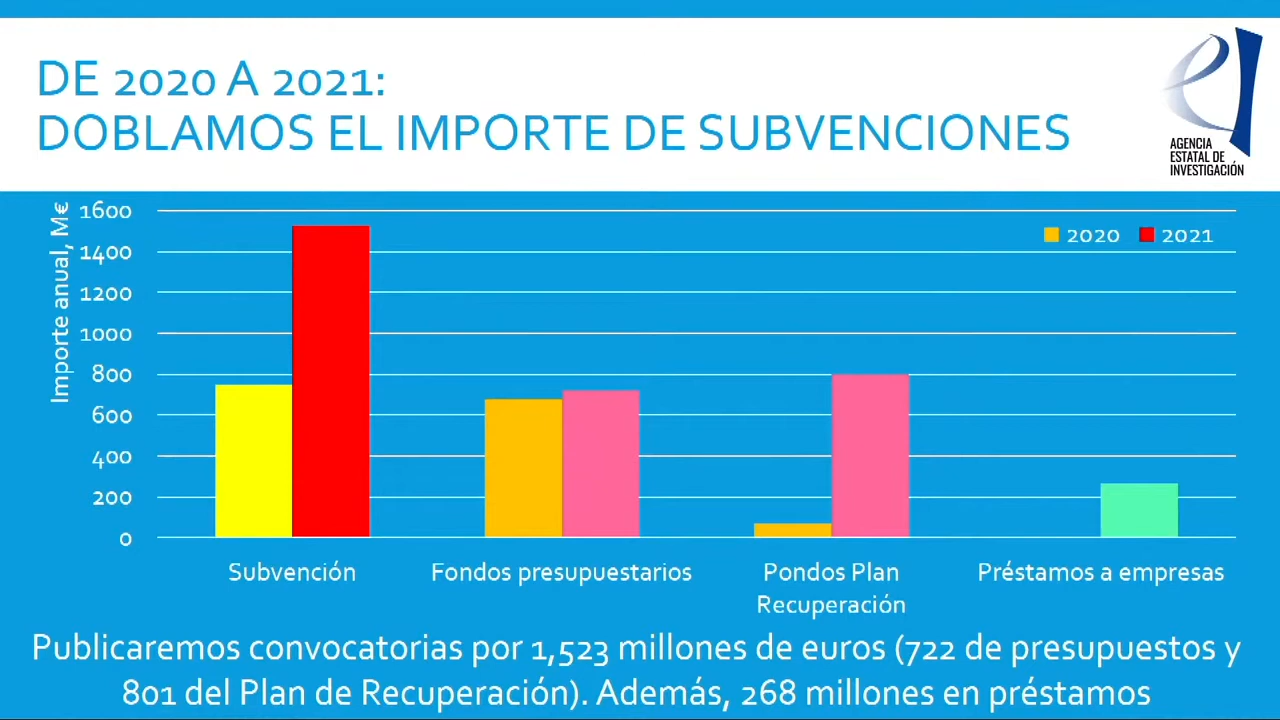 DE 2020 A 2021:
DOBLAMOS EL IMPORTE DE SUBVENCIONES
AGENCIA
ESTATAL DE
INVESTIGACIÓN
Importe anual, M€
1600
1400
1200
1000
800
600
400
200
0
2020 2021
Subvención Fondos presupuestarios Pondos Plan Préstamos a empresas
Recuperación
Publicaremos convocatorias por 1,523 millones de euros (722 de presupuestos y
801 del Plan de Recuperación). Además, 268 millones en préstamos